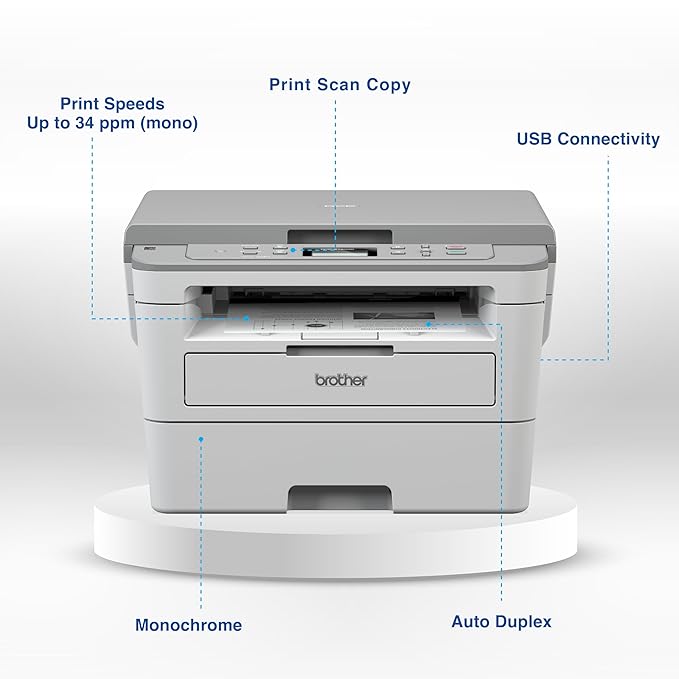 Print Scan Copy
Print Speeds
Up to 34 ppm (mono)
USB Connectivity
brother
Monochrome
Auto Duplex